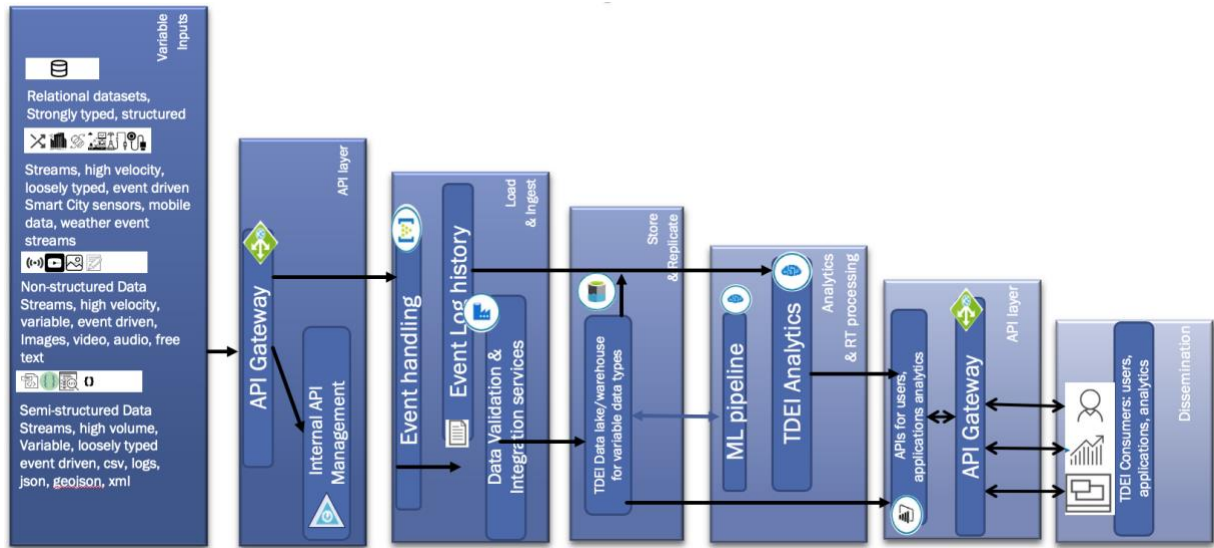 Variable
Inputs
Relational datasets,
Strongly typed, structured
Streams, high velocity,
loosely typed, event driven
Smart City sensors, mobile
data, weather event
streams
Non-structured Data
Streams, high velocity,
variable, event driven,
Images, video, audio, free
text
Semi-structured Data
Streams, high volume,
Variable, loosely typed
event driven, csv, logs,
json, geojson, xml
API layer
API Gateway
Internal API
Management
Load
& Ingest
Event handling
Event Log history
Data Validation &
Integration services
Store
& Replicate
TDEI Data lake/warehouse
for variable data types
Analytics
& RT processing
ML pipeline
TDEI Analytics
API layer
APIs for users,
applications analytics
API Gateway
Dissemination
TDEI Consumers: users,
applications, analytics